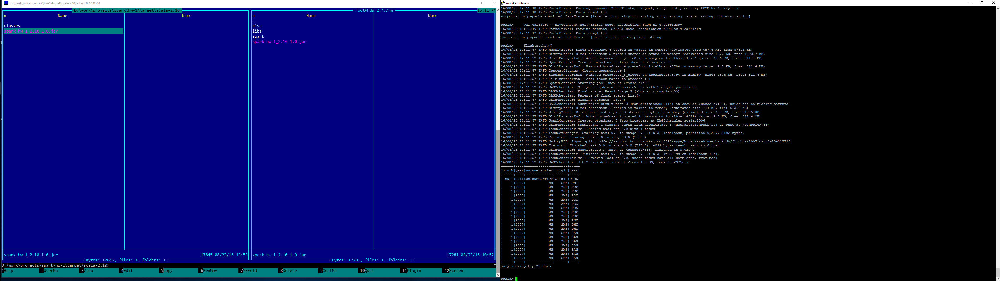 {D:\work\projects\spark\hw-1\target\scala-2.10} - Far 3.0.4700 x64
D:\work\projects\spark\hw-1\target\scala-2.10
n Name Name
..
classes
spark-hw-1_2.10-1.0.jar
spark-hw-1_2.10-1.0.jar 17845 08/23/16 13:58
Bytes: 17845, files: 1, folders: 1
root@hdp_2.4:/hw 15:11 PM
n Name Name
..
hive
libs
spark
spark-hw-1_2.10-1.0.jar
spark-hw-1_2.10-1.0.jar 17281 08/23/16 10:52
Bytes: 17281, files: 1, folders: 3
D:\work\projects\spark\hw-1\target\scala-2.10>
1Help 2UserMn 3View 4Edit 5Copy 6RenMov 7MkFold 8Delete 9ConfMn 10Quit 11Plugin 12Screen
root@sandbox:~
16/08/23 12:11:48 INFO ParseDriver: Parsing command: SELECT iata, airport, city, state, country FROM hw_4.airports
16/08/23 12:11:48 INFO ParseDriver: Parse Completed
airports: org.apache.spark.sql.DataFrame = [iata: string, airport: string, city: string, state: string, country: string]
scala> val carriers = hiveContext.sql("SELECT code, description FROM hw_4.carriers")
16/08/23 12:11:49 INFO ParseDriver: Parsing command: SELECT code, description FROM hw_4.carriers
16/08/23 12:11:49 INFO ParseDriver: Parse Completed
carriers: org.apache.spark.sql.DataFrame = [code: string, description: string]
scala> flights.show()
16/08/23 12:11:57 INFO MemoryStore: Block broadcast_5 stored as values in memory (estimated size 457.6 KB, free 975.1 KB)
16/08/23 12:11:57 INFO MemoryStore: Block broadcast_5_piece0 stored as bytes in memory (estimated size 48.6 KB, free 1023.7 KB)
16/08/23 12:11:57 INFO BlockManagerInfo: Added broadcast_5_piece0 in memory on localhost:48794 (size: 48.6 KB, free: 511.4 MB)
16/08/23 12:11:57 INFO SparkContext: Created broadcast 5 from show at <console>:33
16/08/23 12:11:57 INFO BlockManagerInfo: Removed broadcast_4_piece0 on localhost:48794 in memory (size: 4.0 KB, free: 511.4 MB)
16/08/23 12:11:57 INFO ContextCleaner: Cleaned accumulator 3
16/08/23 12:11:57 INFO BlockManagerInfo: Removed broadcast_3_piece0 on localhost:48794 in memory (size: 48.6 KB, free: 511.5 MB)
16/08/23 12:11:57 INFO FileInputFormat: Total input paths to process : 1
16/08/23 12:11:57 INFO SparkContext: Starting job: show at <console>:33
16/08/23 12:11:57 INFO DAGScheduler: Got job 3 (show at <console>:33) with 1 output partitions
16/08/23 12:11:57 INFO DAGScheduler: Final stage: ResultStage 3 (show at <console>:33)
16/08/23 12:11:57 INFO DAGScheduler: Parents of final stage: List()
16/08/23 12:11:57 INFO DAGScheduler: Missing parents: List()
16/08/23 12:11:57 INFO DAGScheduler: Submitting ResultStage 3 (MapPartitionsRDD[14] at show at <console>:33), which has no missing parents
16/08/23 12:11:57 INFO MemoryStore: Block broadcast_6 stored as values in memory (estimated size 7.4 KB, free 513.6 KB)
16/08/23 12:11:57 INFO MemoryStore: Block broadcast_6_piece0 stored as bytes in memory (estimated size 4.0 KB, free 517.5 KB)
16/08/23 12:11:57 INFO BlockManagerInfo: Added broadcast_6_piece0 in memory on localhost:48794 (size: 4.0 KB, free: 511.4 MB)
16/08/23 12:11:57 INFO SparkContext: Created broadcast 6 from broadcast at DAGScheduler.scala:1006
16/08/23 12:11:57 INFO DAGScheduler: Submitting 1 missing tasks from ResultStage 3 (MapPartitionsRDD[14] at show at <console>:33)
16/08/23 12:11:57 INFO TaskSchedulerImpl: Adding task set 3.0 with 1 tasks
16/08/23 12:11:57 INFO TaskSetManager: Starting task 0.0 in stage 3.0 (TID 3, localhost, partition 0,ANY, 2182 bytes)
16/08/23 12:11:57 INFO Executor: Running task 0.0 in stage 3.0 (TID 3)
16/08/23 12:11:57 INFO HadoopRDD: Input split: hdfs://sandbox.hortonworks.com:8020/apps/hive/warehouse/hw_4.db/flights/2007.csv:0+134217728
16/08/23 12:11:57 INFO Executor: Finished task 0.0 in stage 3.0 (TID 3). 4039 bytes result sent to driver
16/08/23 12:11:57 INFO DAGScheduler: ResultStage 3 (show at <console>:33) finished in 0.022 s
16/08/23 12:11:57 INFO TaskSetManager: Finished task 0.0 in stage 3.0 (TID 3) in 22 ms on localhost (1/1)
16/08/23 12:11:57 INFO TaskSchedulerImpl: Removed TaskSet 3.0, whose tasks have all completed, from pool
16/08/23 12:11:57 INFO DAGScheduler: Job 3 finished: show at <console>:33, took 0.029756 s
+-----+----+-------------+------+----+
|month|year|uniquecarrier|origin|dest|
+-----+----+-------------+------+----+
| null|null|UniqueCarrier|Origin|Dest|
| 1|2007| WN| SMF| ONT|
| 1|2007| WN| SMF| PDX|
| 1|2007| WN| SMF| PDX|
| 1|2007| WN| SMF| PDX|
| 1|2007| WN| SMF| PDX|
| 1|2007| WN| SMF| PDX|
| 1|2007| WN| SMF| PHX|
| 1|2007| WN| SMF| PHX|
| 1|2007| WN| SMF| PHX|
| 1|2007| WN| SMF| PHX|
| 1|2007| WN| SMF| PHX|
| 1|2007| WN| SMF| PHX|
| 1|2007| WN| SMF| SAN|
| 1|2007| WN| SMF| SAN|
| 1|2007| WN| SMF| SAN|
| 1|2007| WN| SMF| SAN|
| 1|2007| WN| SMF| SAN|
| 1|2007| WN| SMF| SAN|
| 1|2007| WN| SMF| SAN|
+-----+----+-------------+------+----+
only showing top 20 rows
scala>